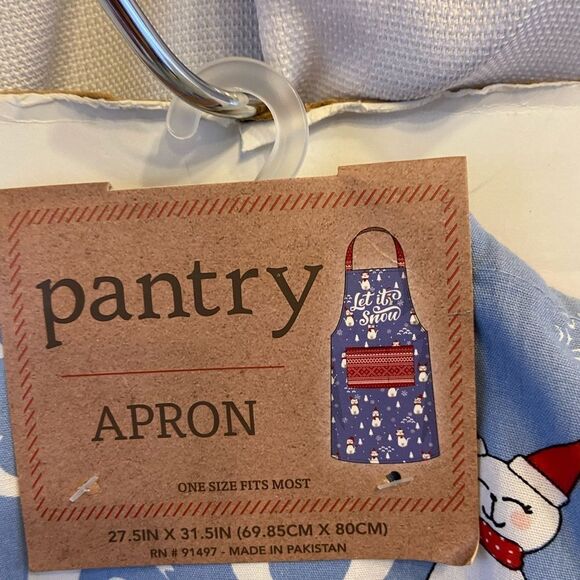 pantry
Let it
Snow
APRON
ONE SIZE FITS MOST
27.5IN X 31.5IN (69.85CM X 80CM)
RN # 91497 - MADE IN PAKISTAN